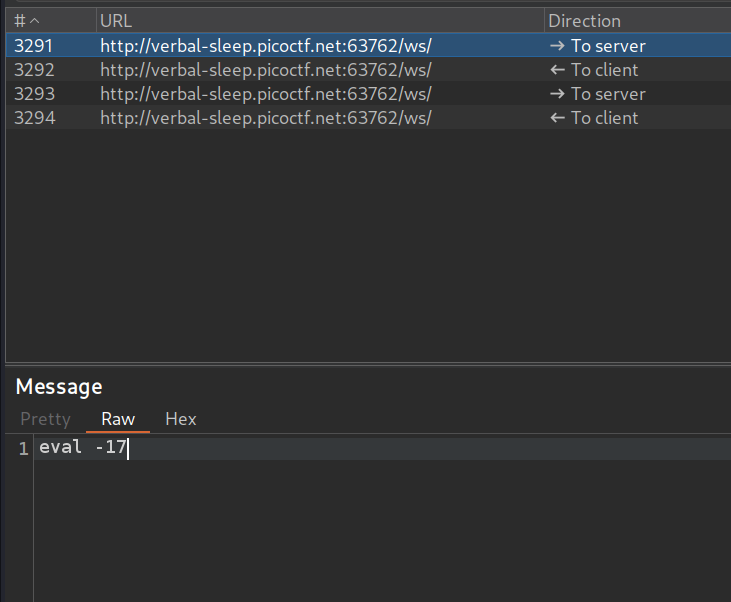 # URL Direction
3291 http://verbal-sleep.picoctf.net:63762/ws/ → To server
3292 http://verbal-sleep.picoctf.net:63762/ws/ ← To client
3293 http://verbal-sleep.picoctf.net:63762/ws/ → To server
3294 http://verbal-sleep.picoctf.net:63762/ws/ ← To client
Message
Pretty Raw Hex
1 eval -17